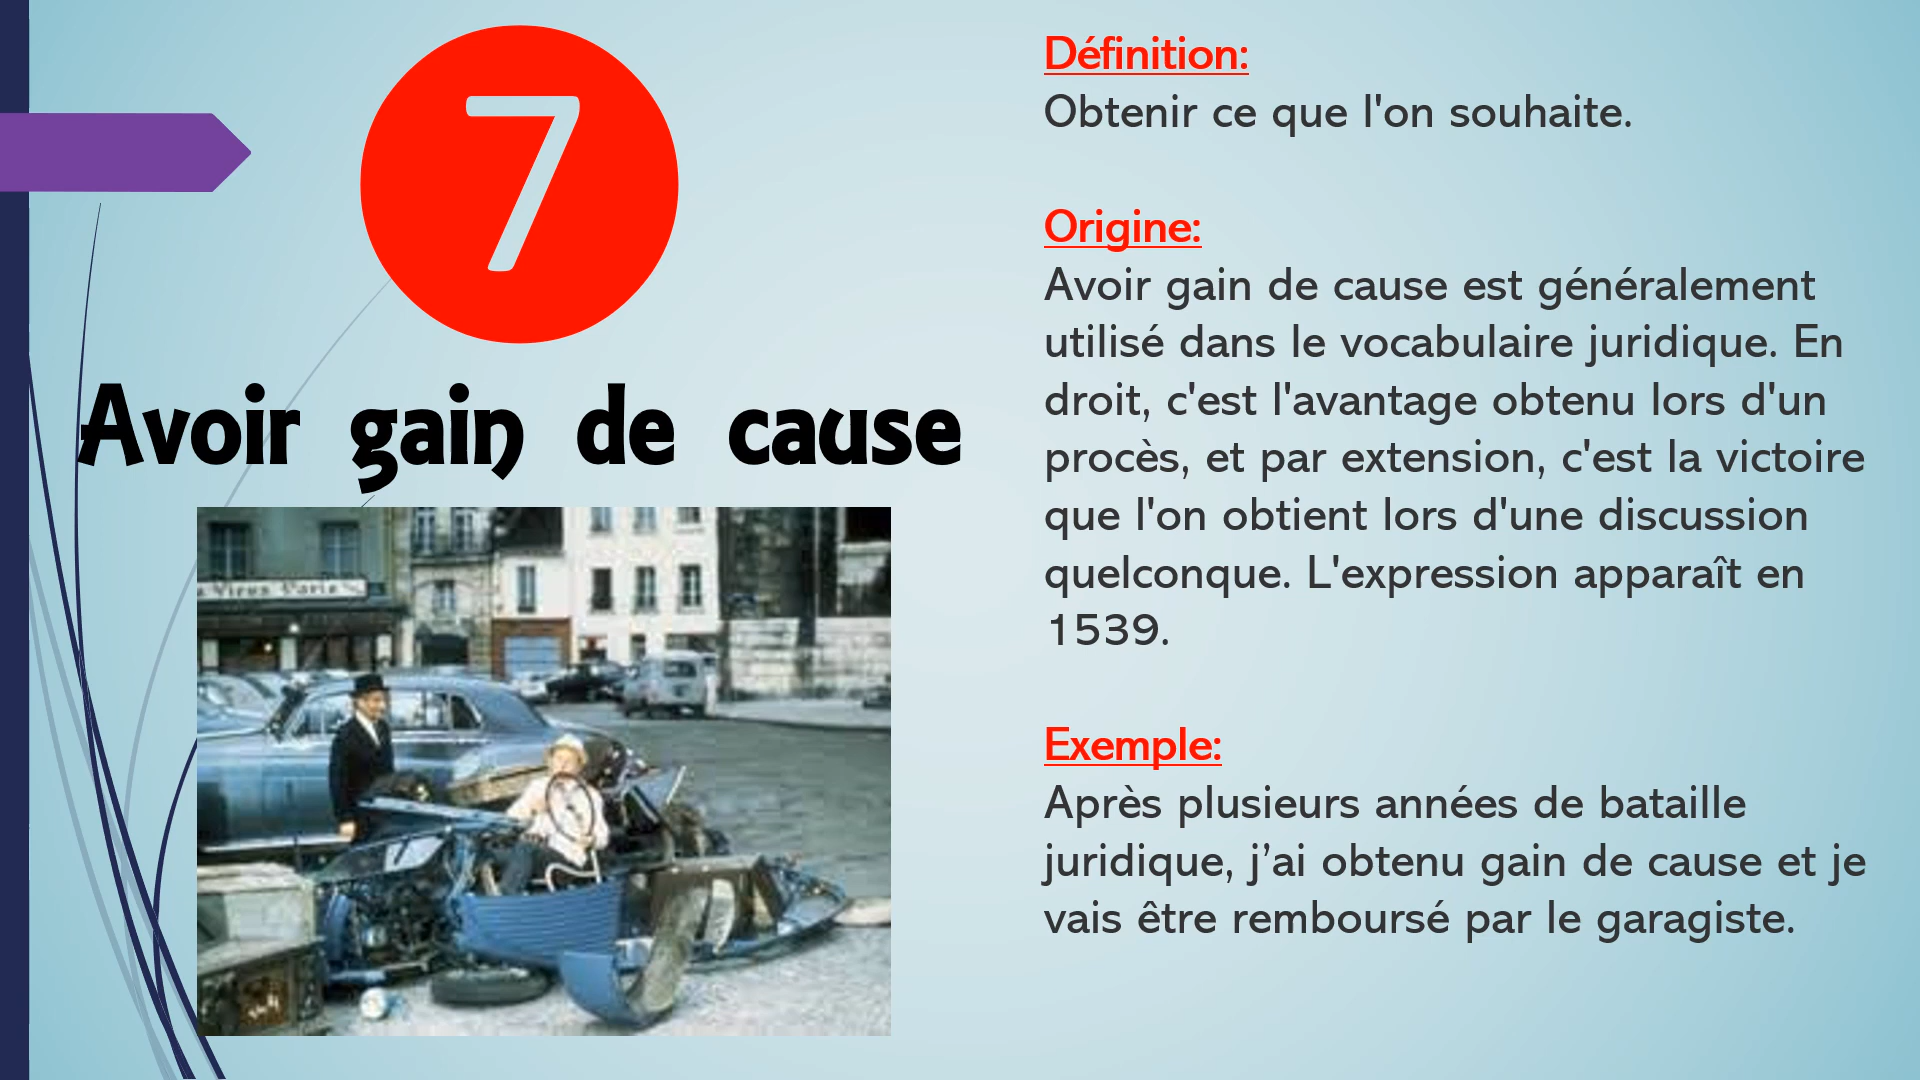 7
Avoir gain de cause
Vieux Paris
Définition:
Obtenir ce que l'on souhaite.
Origine:
Avoir gain de cause est généralement
utilisé dans le vocabulaire juridique. En
droit, c'est l'avantage obtenu lors d'un
procès, et par extension, c'est la victoire
que l'on obtient lors d'une discussion
quelconque. L'expression apparaît en
1539.
Exemple:
Après plusieurs années de bataille
juridique, j’ai obtenu gain de cause et je
vais être remboursé par le garagiste.